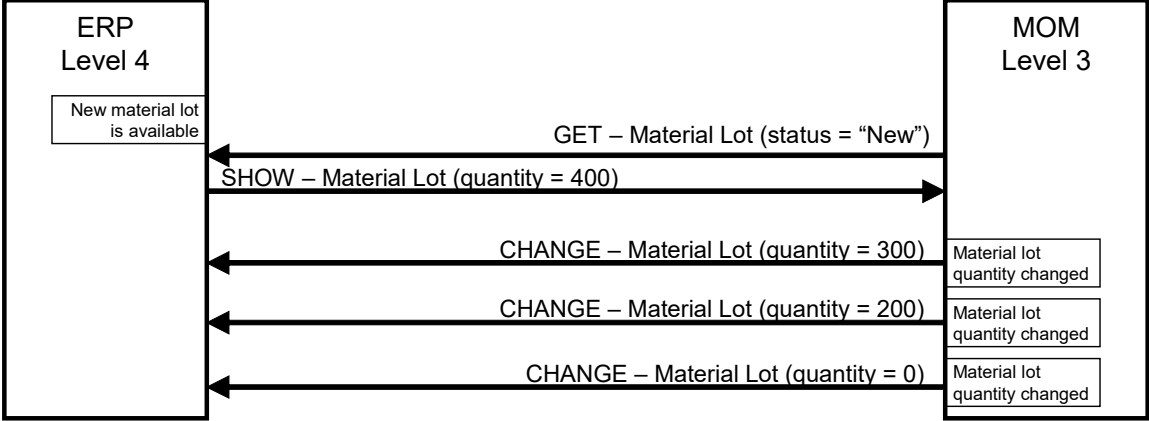 ERP
Level 4
MOM
Level 3
New material lot
is available
GET – Material Lot (status = “New”)
SHOW – Material Lot (quantity = 400)
CHANGE – Material Lot (quantity = 300)
Material lot
quantity changed
CHANGE – Material Lot (quantity = 200)
Material lot
quantity changed
CHANGE – Material Lot (quantity = 0)
Material lot
quantity changed